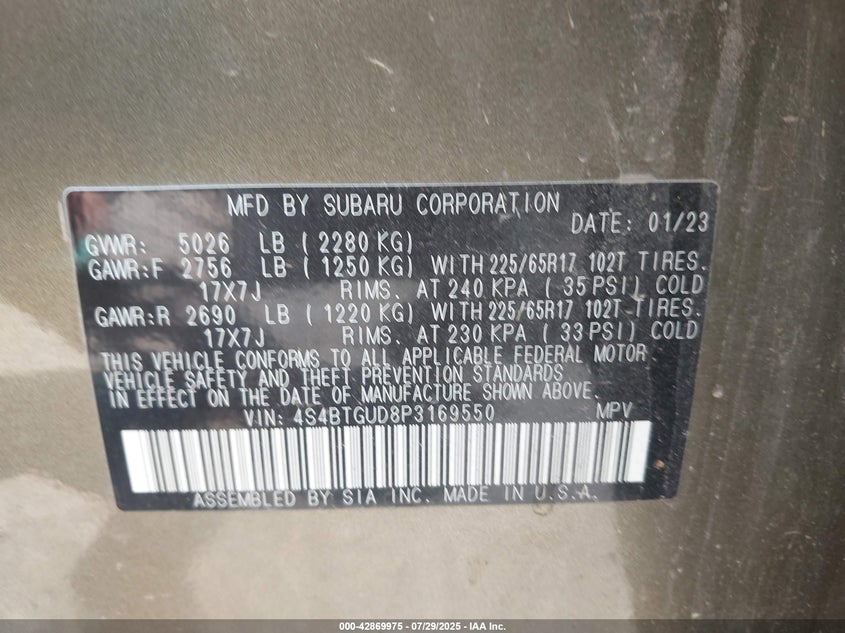 MFD BY SUBARU CORPORATION
DATE: 01/23
GVWR: 5026 LB ( 2280 KG)
GAWR:F 2756 LB ( 1250 KG) WITH 225/65R17 102T TIRES.
17X7J RIMS. AT 240 KPA ( 35 PSI) COLD
GAWR:R 2690 LB ( 1220 KG) WITH 225/65R17 102T TIRES.
17X7J RIMS. AT 230 KPA ( 33 PSI) COLD
THIS VEHICLE CONFORMS TO ALL APPLICABLE FEDERAL MOTOR
VEHICLE SAFETY AND THEFT PREVENTION STANDARDS
IN EFFECT ON THE DATE OF MANUFACTURE SHOWN ABOVE.
VIN: 4S4BTGUD8P3169550 MPV
ASSEMBLED BY SIA INC. MADE IN U.S.A.
000-42869975 - 07/29/2025 - IAA Inc.